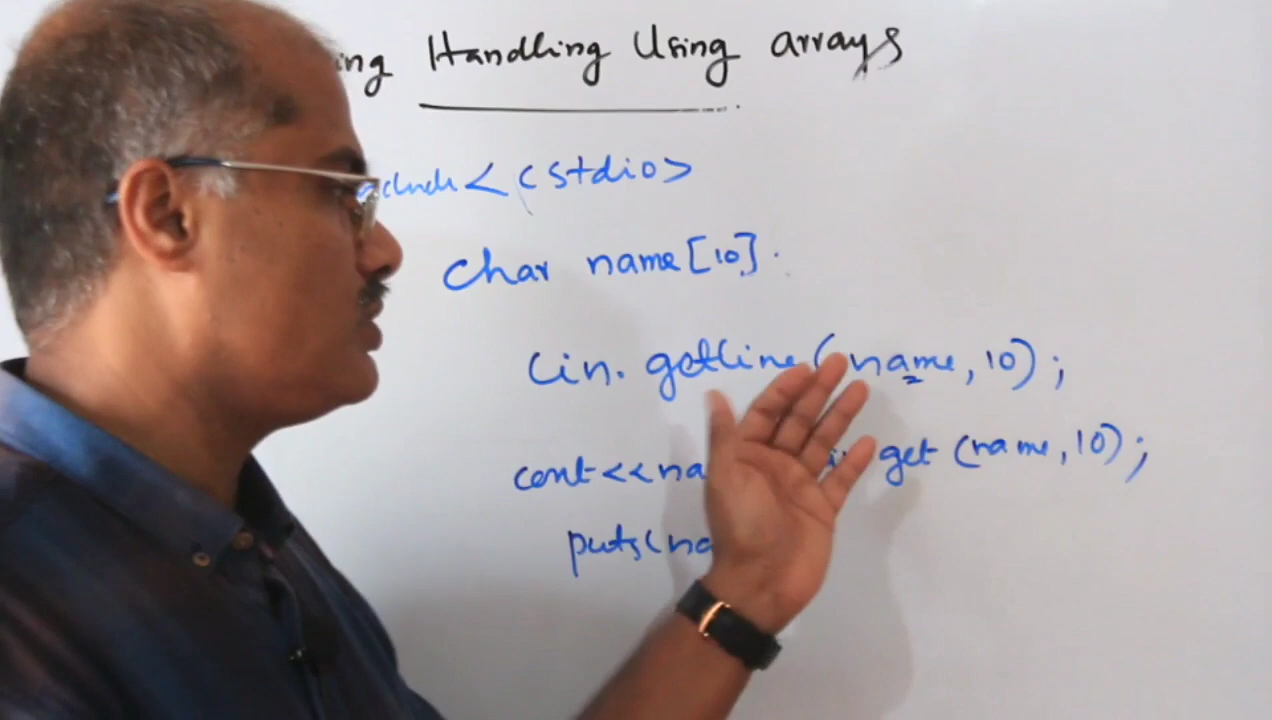 ing Handling Using arrays
<cstdio>
char name[10].
Cin. getline(name,10);
cout<<na get (name,10);
puts(na